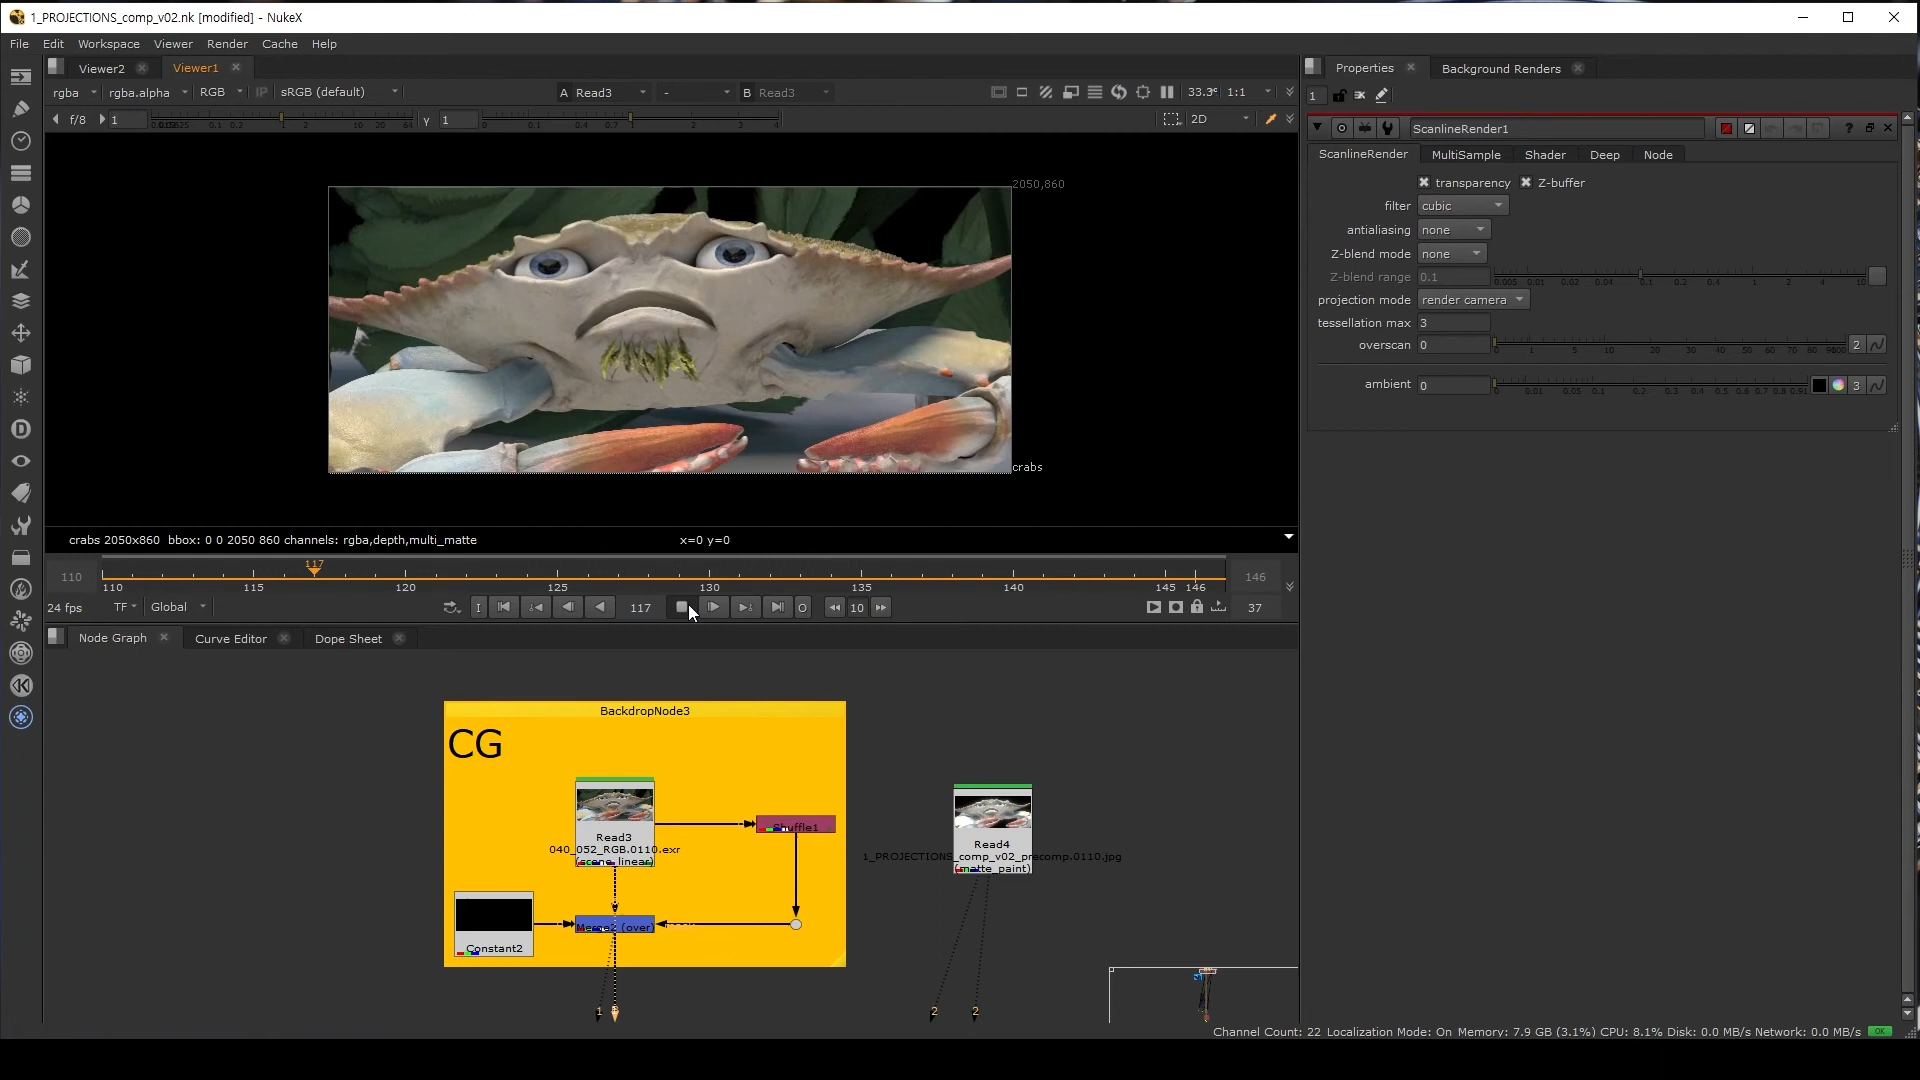 1_PROJECTIONS_comp_v02.nk [modified] - NukeX
File Edit Workspace Viewer Render Cache Help
Viewer2 Viewer1
rgba rgba.alpha RGB IP sRGB (default) A Read3 - B Read3 1:1
f/8 1 Y 1 2D
2050,860
crabs
crabs 2050x860 bbox: 0 0 2050 860 channels: rgba,depth,multi_matte x=0 y=0
117
110 110 115 120 125 130 135 140 145 146 146
24 fps TF Global 117 10 37
Node Graph Curve Editor Dope Sheet
BackdropNode3
CG
Read3
040_052_RGB.0110.exr
(scene_linear)
Shuffle1
Constant2
Merge2 (over)
Read4
1_PROJECTIONS_comp_v02_precomp.0110.jpg
(matte_paint)
1 2 2
Properties Background Renders
1
ScanlineRender1
ScanlineRender MultiSample Shader Deep Node
transparency Z-buffer
filter cubic
antialiasing none
Z-blend mode none
Z-blend range 0.1
projection mode render camera
tessellation max 3
overscan 0 2
ambient 0 3
Channel Count: 22 Localization Mode: On Memory: 7.9 GB (3.1%) CPU: 8.1% Disk: 0.0 MB/s Network: 0.0 MB/s OK